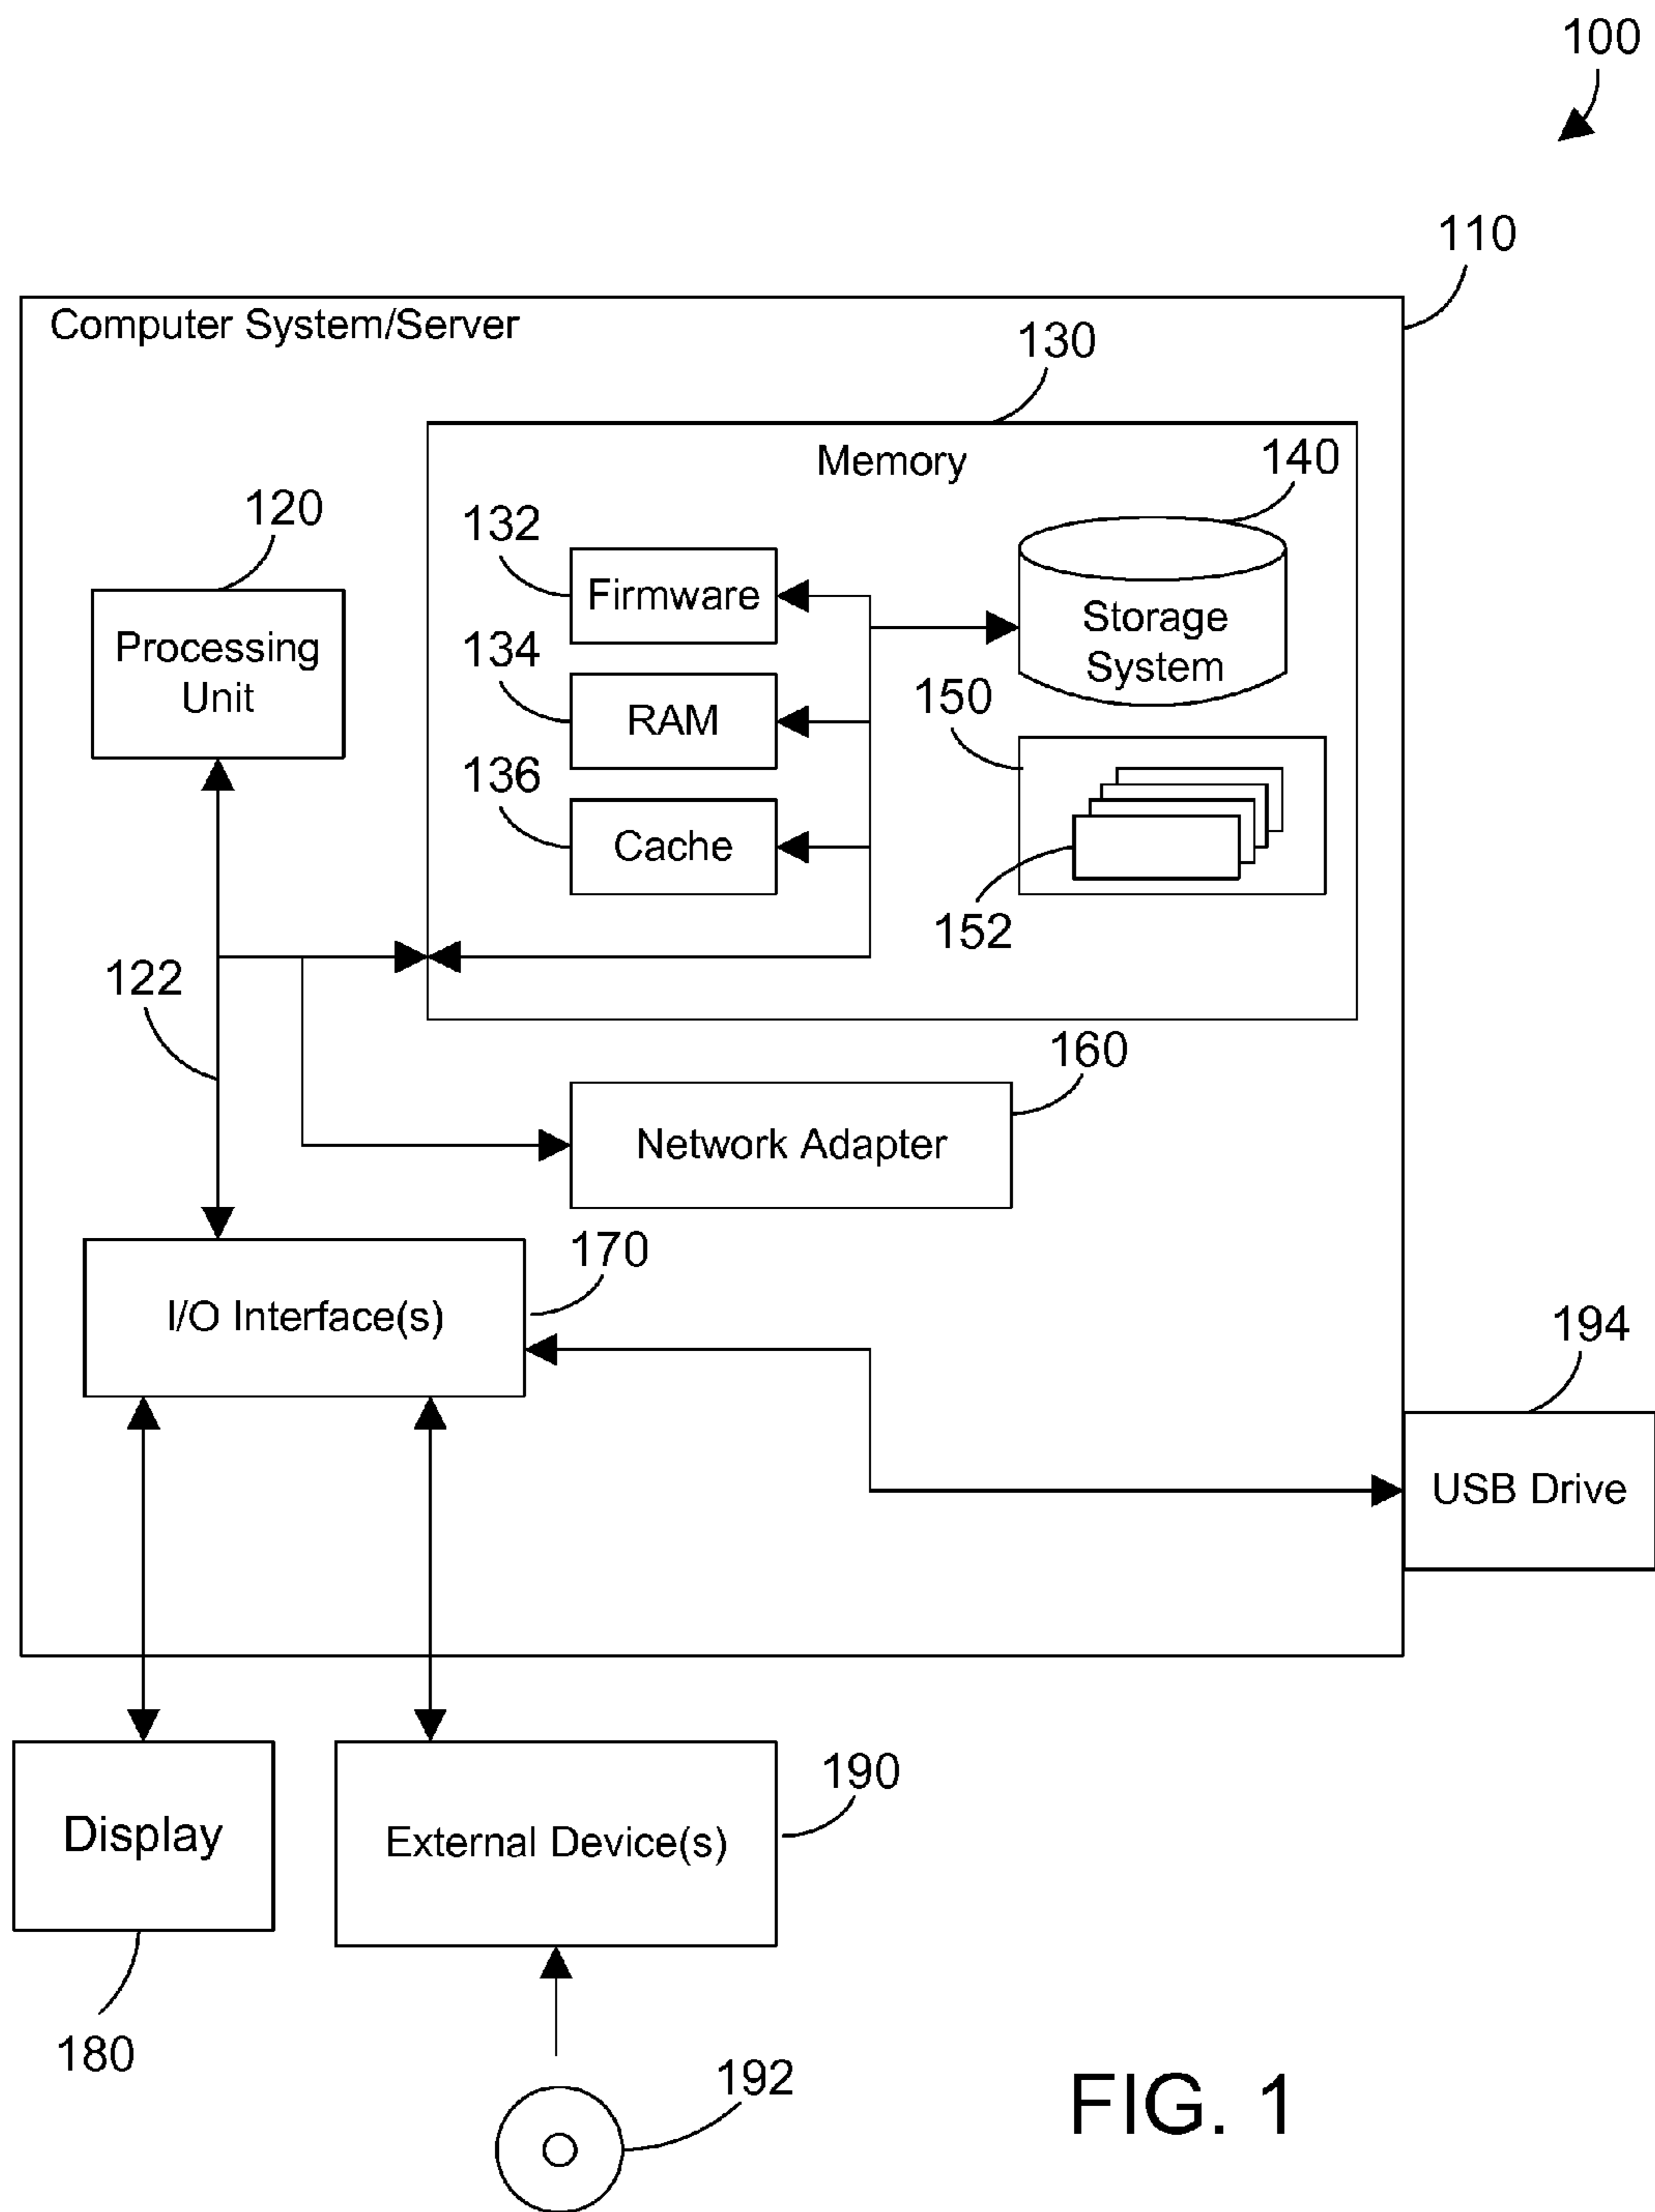 100
110
Computer System/Server
130
Memory
140
120
132
Firmware
Storage
System
Processing
Unit
134
RAM
150
136
Cache
152
122
160
Network Adapter
170
I/O Interface(s)
194
USB Drive
190
Display
External Device(s)
180
192
FIG. 1